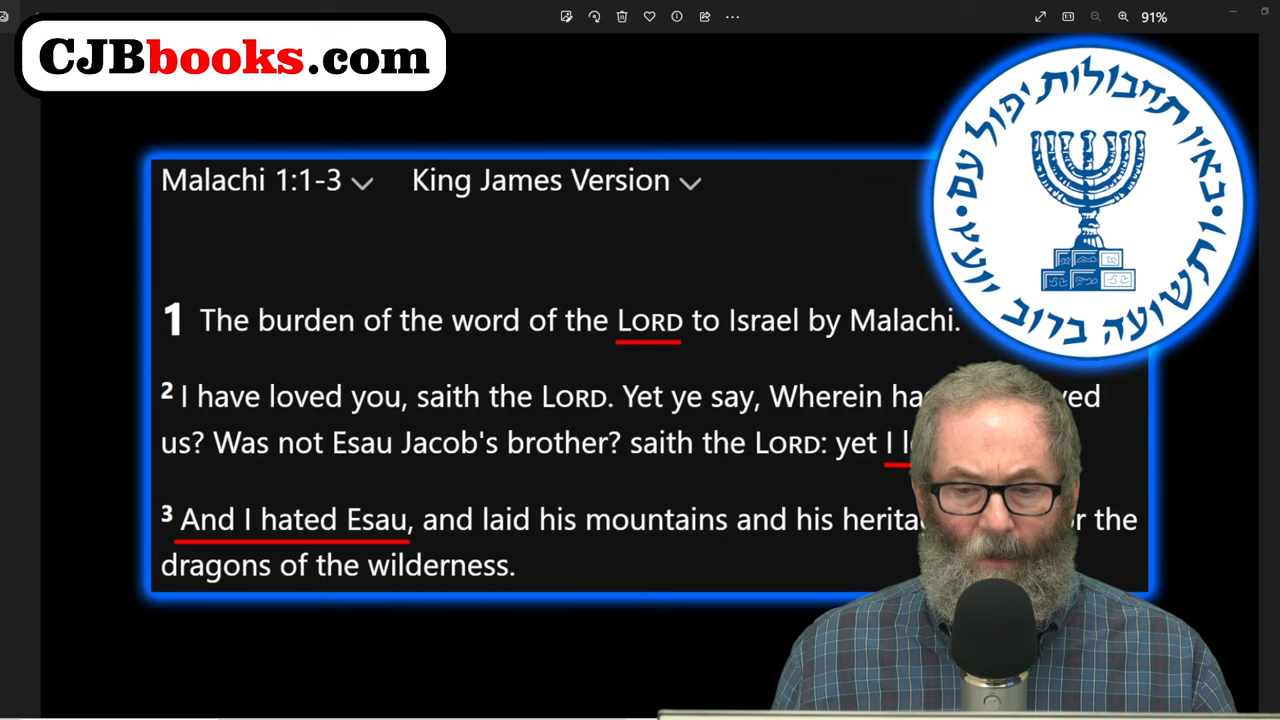 91%
CJBbooks.com
באין תחבולות יפול עם
ותשועה ברוב יועץ
Malachi 1:1-3 King James Version
1 The burden of the word of the LORD to Israel by Malachi.
2 I have loved you, saith the LORD. Yet ye say, Wherein
us? Was not Esau Jacob's brother? saith the LORD: yet I
3 And I hated Esau, and laid his mountains and his the
dragons of the wilderness.